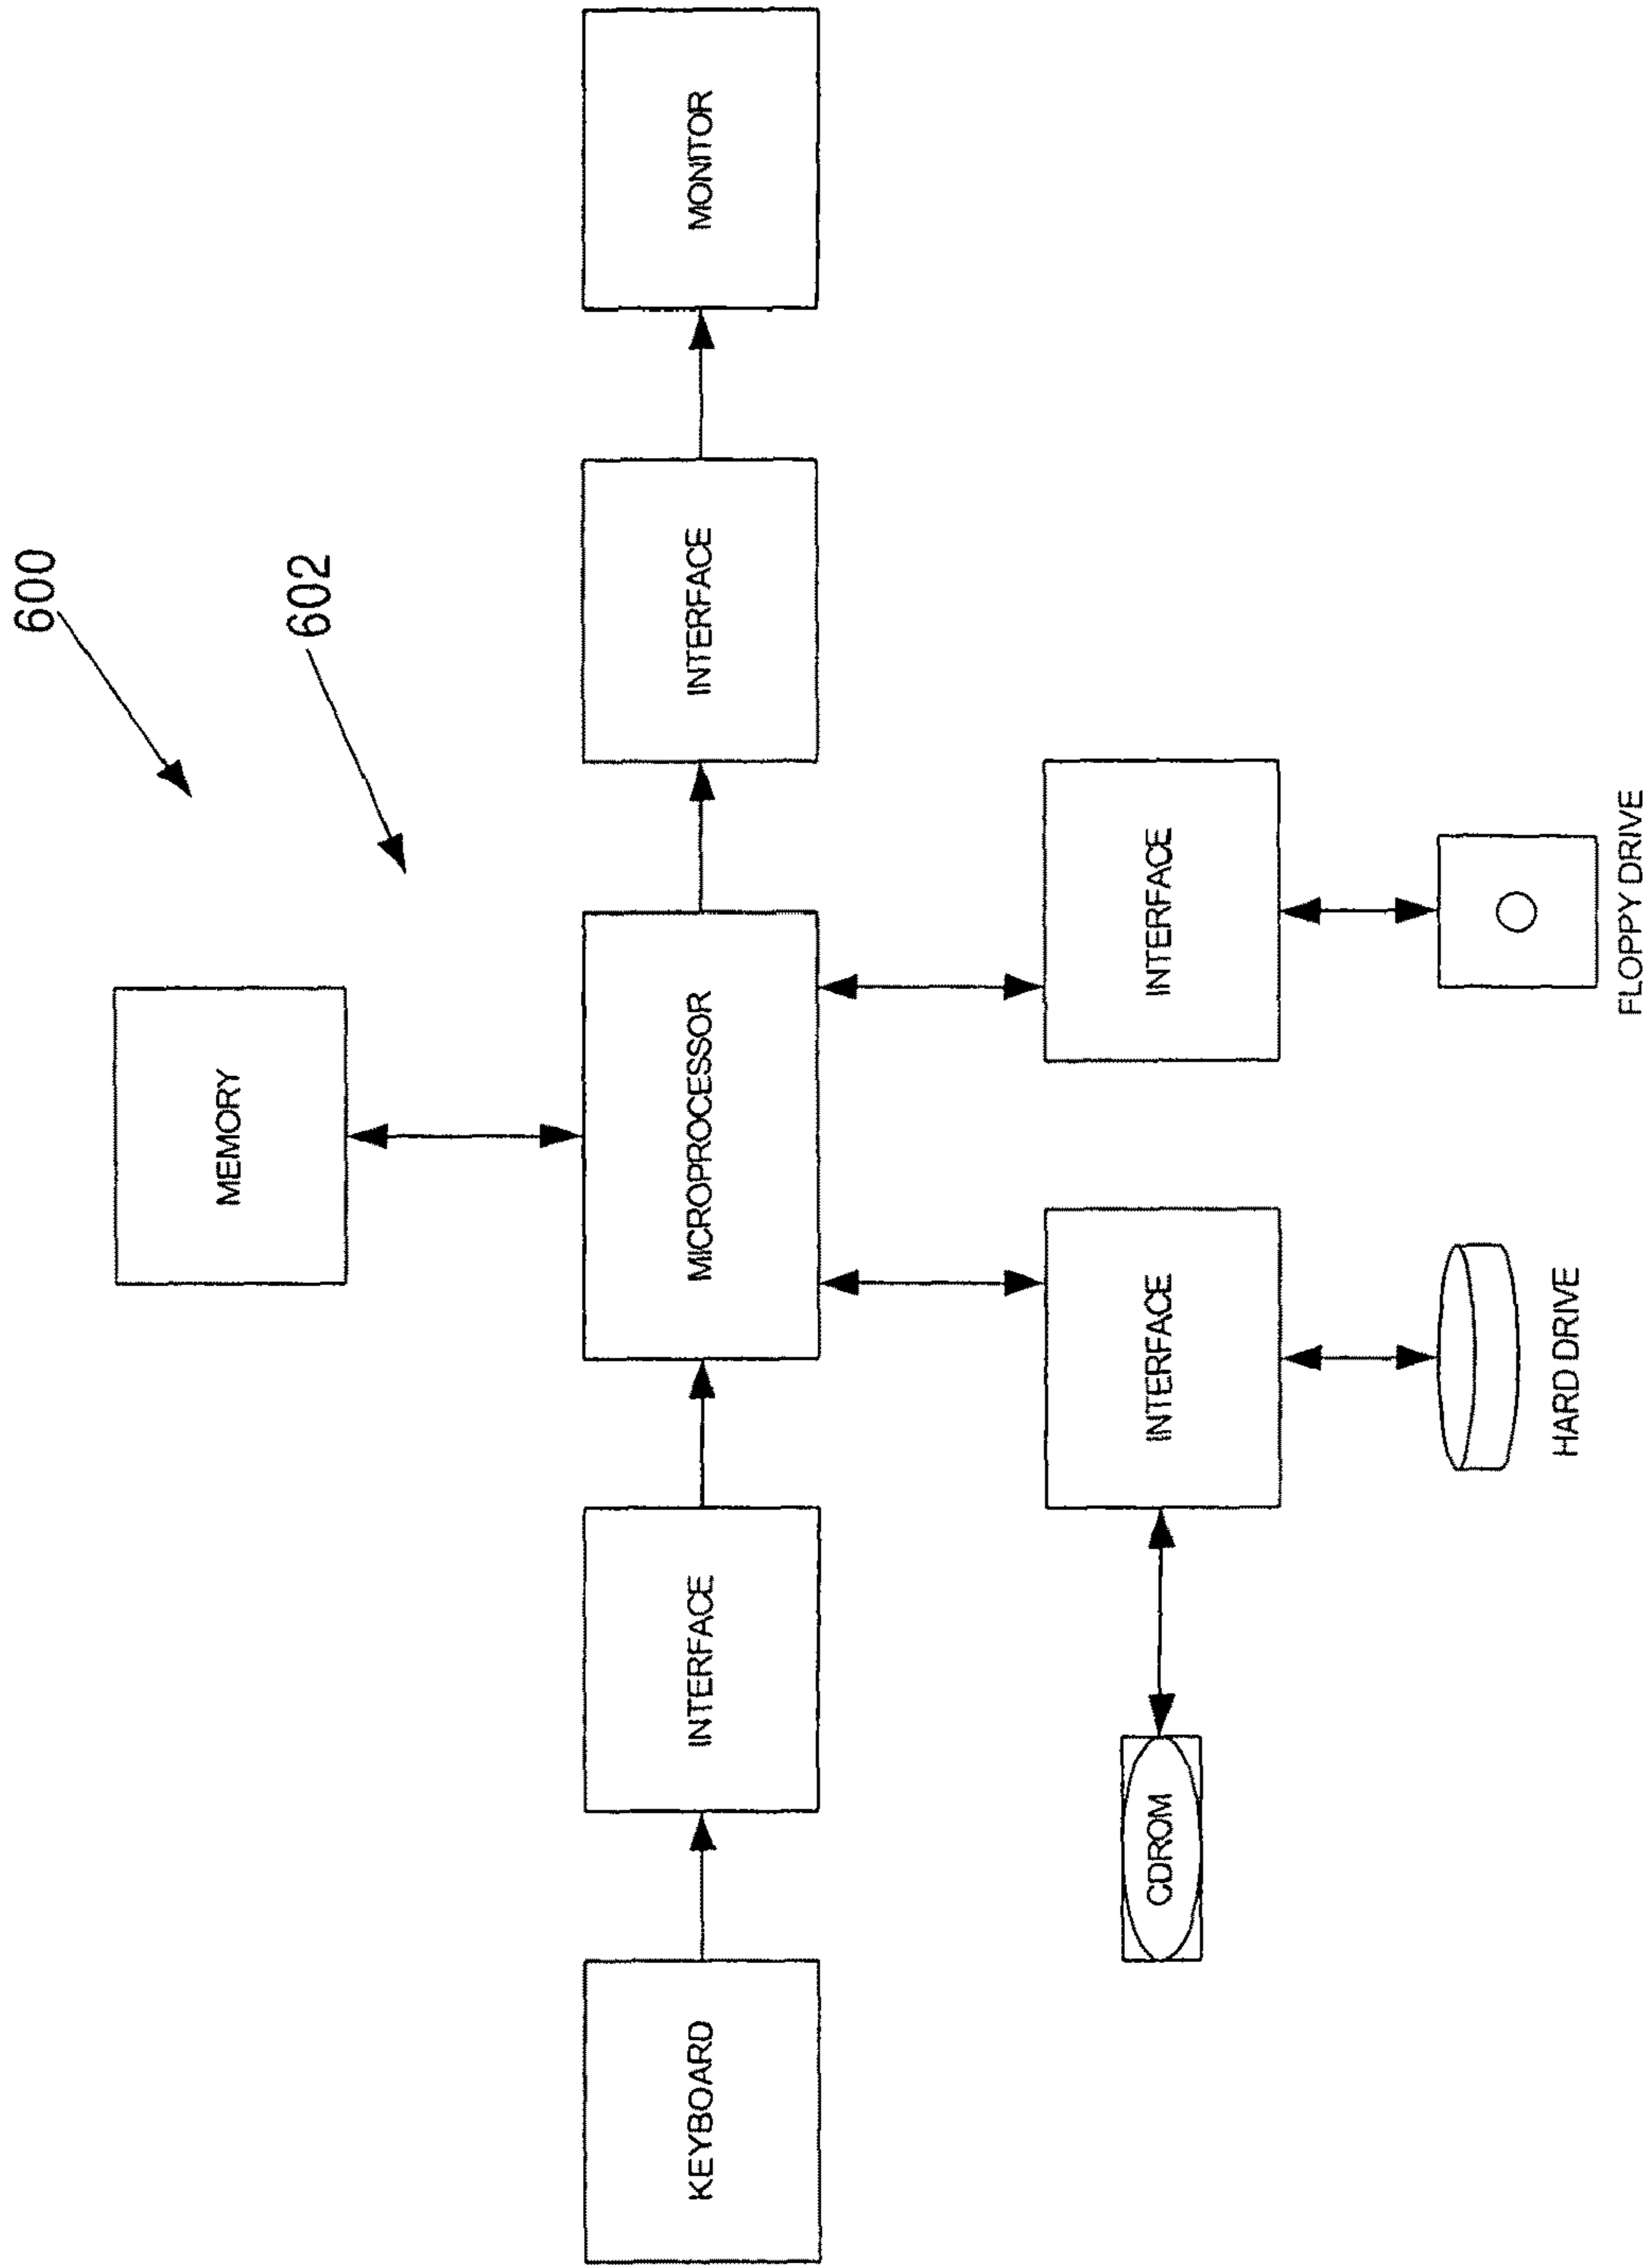 600
602
MEMORY
KEYBOARD
INTERFACE
MICROPROCESSOR
INTERFACE
MONITOR
CDROM
INTERFACE
INTERFACE
HARD DRIVE
FLOPPY DRIVE